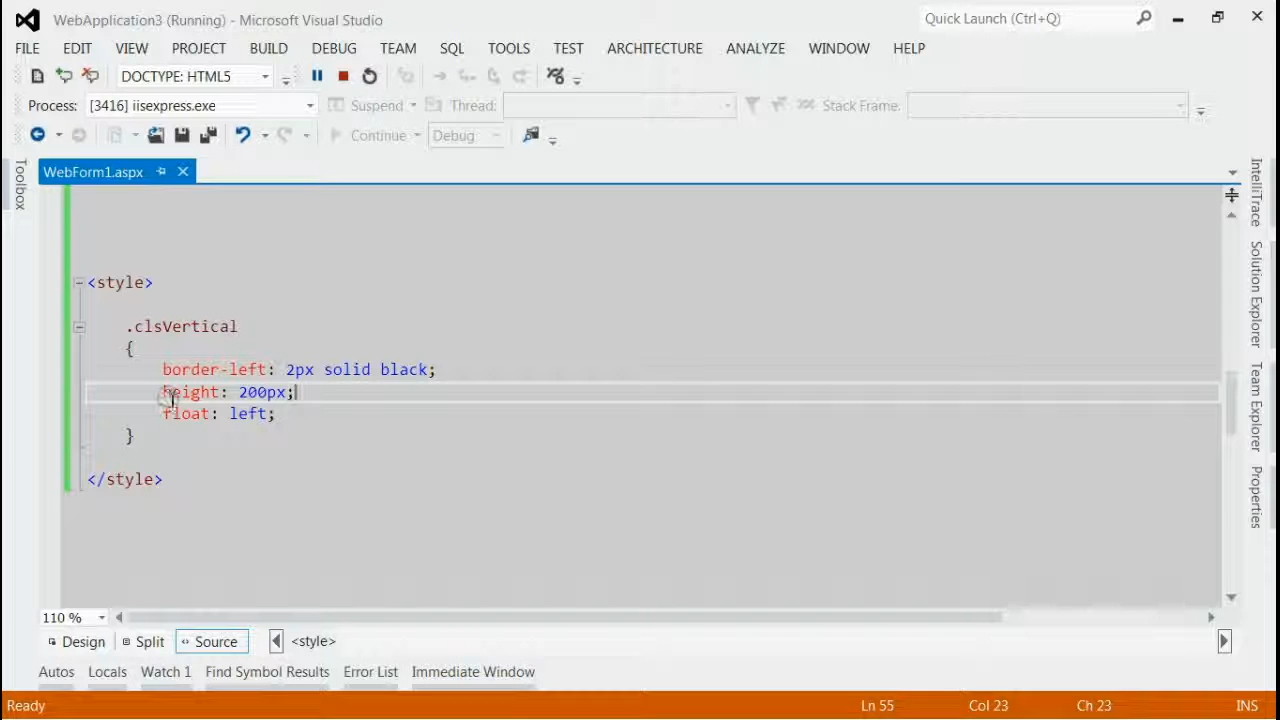 WebApplication3 (Running) - Microsoft Visual Studio
Quick Launch (Ctrl+Q)
FILE EDIT VIEW PROJECT BUILD DEBUG TEAM SQL TOOLS TEST ARCHITECTURE ANALYZE WINDOW HELP
DOCTYPE: HTML5
Process: [3416] iisexpress.exe Suspend Thread: Stack Frame:
Continue Debug
Toolbox
WebForm1.aspx
<style>
.clsVertical
{
border-left: 2px solid black;
height: 200px;
float: left;
}
</style>
IntelliTrace
Solution Explorer
Team Explorer
Properties
110 %
Design Split Source <style>
Autos Locals Watch 1 Find Symbol Results Error List Immediate Window
Ready Ln 55 Col 23 Ch 23 INS